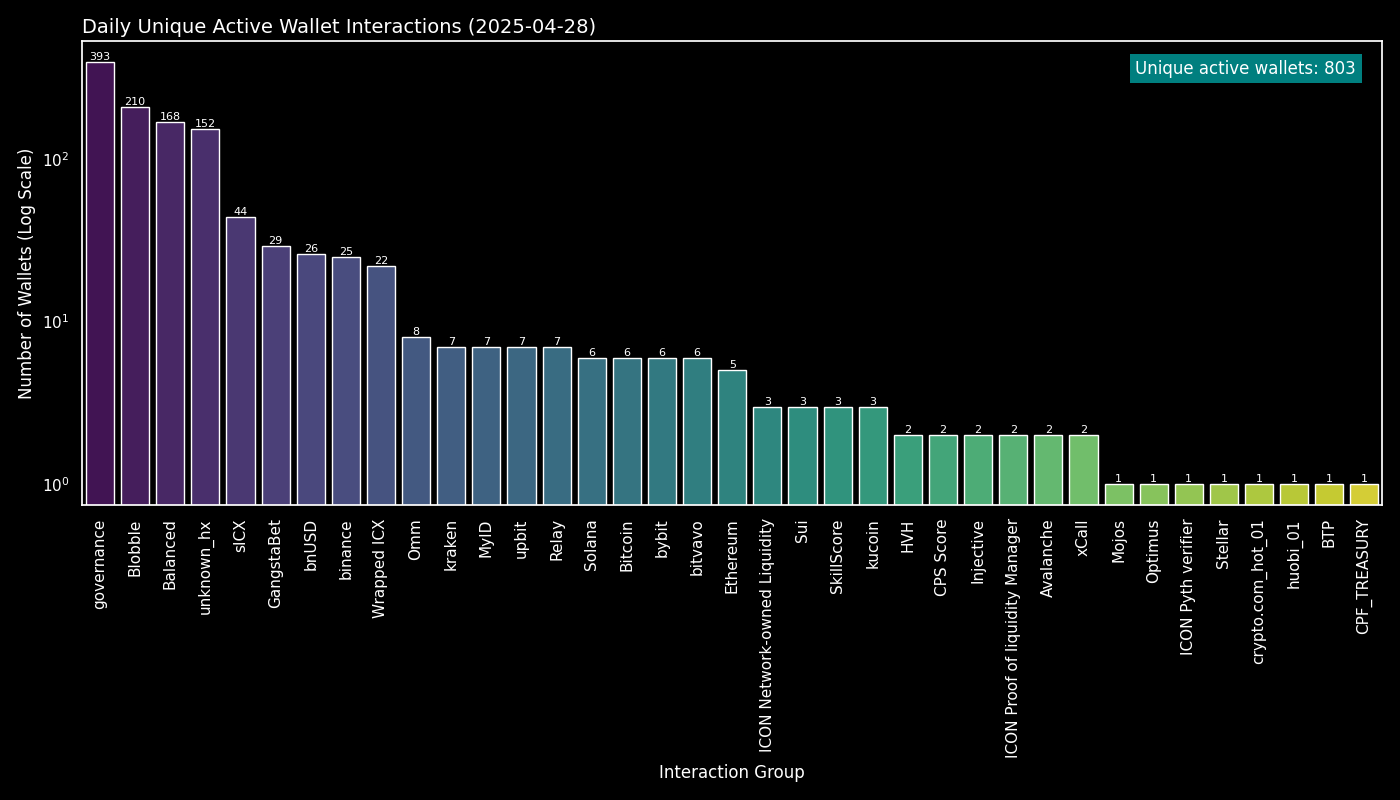 Daily Unique Active Wallet Interactions (2025-04-28)
Unique active wallets: 803
Number of Wallets (Log Scale)
10²
10¹
10⁰
393
210
168
152
44
29
26
25
22
8
7
7
7
7
6
6
6
6
5
3
3
3
3
2
2
2
2
2
2
1
1
1
1
1
1
1
1
governance
Blobble
Balanced
unknown_hx
sICX
GangstaBet
bnUSD
binance
Wrapped ICX
Omm
kraken
MyID
upbit
Relay
Solana
Bitcoin
bybit
bitvavo
Ethereum
ICON Network-owned Liquidity
Sui
SkillScore
kucoin
HVH
CPS Score
Injective
ICON Proof of liquidity Manager
Avalanche
xCall
Mojos
Optimus
ICON Pyth verifier
Stellar
crypto.com_hot_01
huobi_01
BTP
CPF_TREASURY
Interaction Group